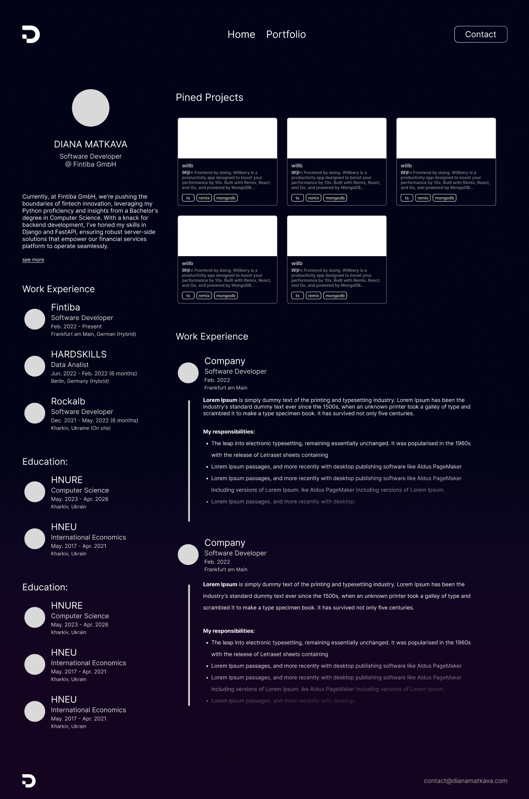 Home Portfolio
Contact
DIANA MATKAVA
Software Developer
@ Fintiba GmbH
Currently, at Fintiba GmbH, we're pushing the
boundaries of fintech innovation, leveraging my
Python proficiency and insights from a Bachelor's
degree in Computer Science. With a knack for
backend development, I've honed my skills in
Django and FastAPI, ensuring robust server-side
solutions that empower our financial services
platform to operate seamlessly.
see more
Work Experience
Fintiba
Software Developer
Feb. 2022 - Present
Frankfurt am Main, German (Hybrid)
HARDSKILLS
Data Analist
Jun. 2022 - Feb. 2022 (6 months)
Berlin, Germany (Hybrid)
Rockalb
Software Developer
Dec. 2021 - May. 2022 (6 months)
Kharkiv, Ukraine (On site)
Education:
HNURE
Computer Science
May. 2023 - Apr. 2026
Kharkiv, Ukrain
HNEU
International Economics
May. 2017 - Apr. 2021
Kharkiv, Ukrain
Education:
HNURE
Computer Science
May. 2023 - Apr. 2026
Kharkiv, Ukrain
HNEU
International Economics
May. 2017 - Apr. 2021
Kharkiv, Ukrain
HNEU
International Economics
May. 2017 - Apr. 2021
Kharkiv, Ukrain
Pined Projects
willb
Frontend by doing. Wilbery is a
productivity app designed to boost your
performance by 10x. Built with Remix, React,
and Go, and powered by MongoDB...
ts remix mongodb
willb
Frontend by doing. Wilbery is a
productivity app designed to boost your
performance by 10x. Built with Remix, React,
and Go, and powered by MongoDB...
ts remix mongodb
willb
Frontend by doing. Wilbery is a
productivity app designed to boost your
performance by 10x. Built with Remix, React,
and Go, and powered by MongoDB...
ts remix mongodb
willb
Frontend by doing. Wilbery is a
productivity app designed to boost your
performance by 10x. Built with Remix, React,
and Go, and powered by MongoDB...
ts remix mongodb
willb
Frontend by doing. Wilbery is a
productivity app designed to boost your
performance by 10x. Built with Remix, React,
and Go, and powered by MongoDB...
ts remix mongodb
Work Experience
Company
Software Developer
Feb. 2022
Frankfurt am Main
Lorem Ipsum is simply dummy text of the printing and typesetting industry. Lorem Ipsum has been the
industry's standard dummy text ever since the 1500s, when an unknown printer took a galley of type and
scrambled it to make a type specimen book. It has survived not only five centuries.
My responsibilities:
• The leap into electronic typesetting, remaining essentially unchanged. It was popularised in the 1960s
with the release of Letraset sheets containing
• Lorem Ipsum passages, and more recently with desktop publishing software like Aldus PageMaker
• Lorem Ipsum passages, and more recently with desktop publishing software like Aldus PageMaker
including versions of Lorem Ipsum. ike Aldus PageMaker including versions of Lorem Ipsum.
• Lorem Ipsum passages, and more recently with desktop.
Company
Software Developer
Feb. 2022
Frankfurt am Main
Lorem Ipsum is simply dummy text of the printing and typesetting industry. Lorem Ipsum has been the
industry's standard dummy text ever since the 1500s, when an unknown printer took a galley of type and
scrambled it to make a type specimen book. It has survived not only five centuries.
My responsibilities:
• The leap into electronic typesetting, remaining essentially unchanged. It was popularised in the 1960s
with the release of Letraset sheets containing
• Lorem Ipsum passages, and more recently with desktop publishing software like Aldus PageMaker
• Lorem Ipsum passages, and more recently with desktop publishing software like Aldus PageMaker
including versions of Lorem Ipsum. ike Aldus PageMaker including versions of Lorem Ipsum.
• Lorem Ipsum passages, and more recently with desktop.
contact@dianamatkava.com